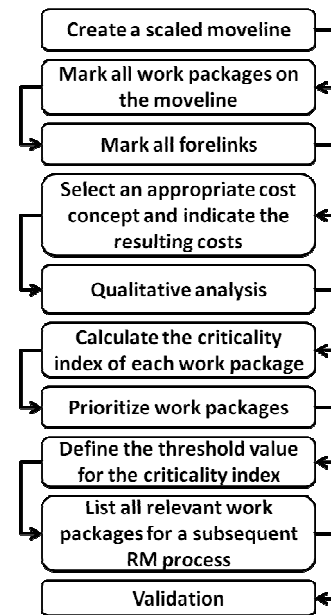 Create a scaled moveline
Mark all work packages on
the moveline
Mark all forelinks
Select an appropriate cost
concept and indicate the
resulting costs
Qualitative analysis
Calculate the criticality
index of each work package
Prioritize work packages
Define the threshold value
for the criticality index
List all relevant work
packages for a subsequent
RM process
Validation